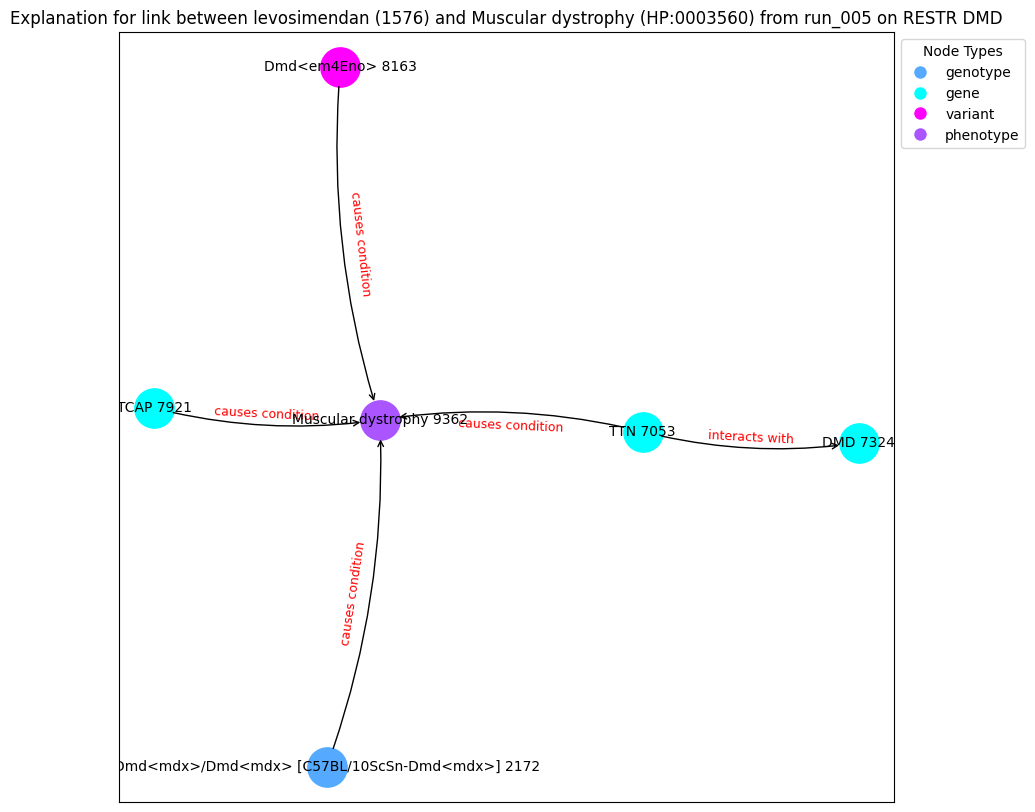 Explanation for link between levosimendan (1576) and Muscular dystrophy (HP:0003560) from run_005 on RESTR DMD
Node Types
genotype
gene
variant
phenotype
Dmd<em4Eno> 8163
causes condition
TCAP 7921
causes condition
Muscular dystrophy 9362
causes condition
TTN 7053
interacts with
DMD 7324
causes condition
Dmd<mdx>/Dmd<mdx> [C57BL/10ScSn-Dmd<mdx>] 2172